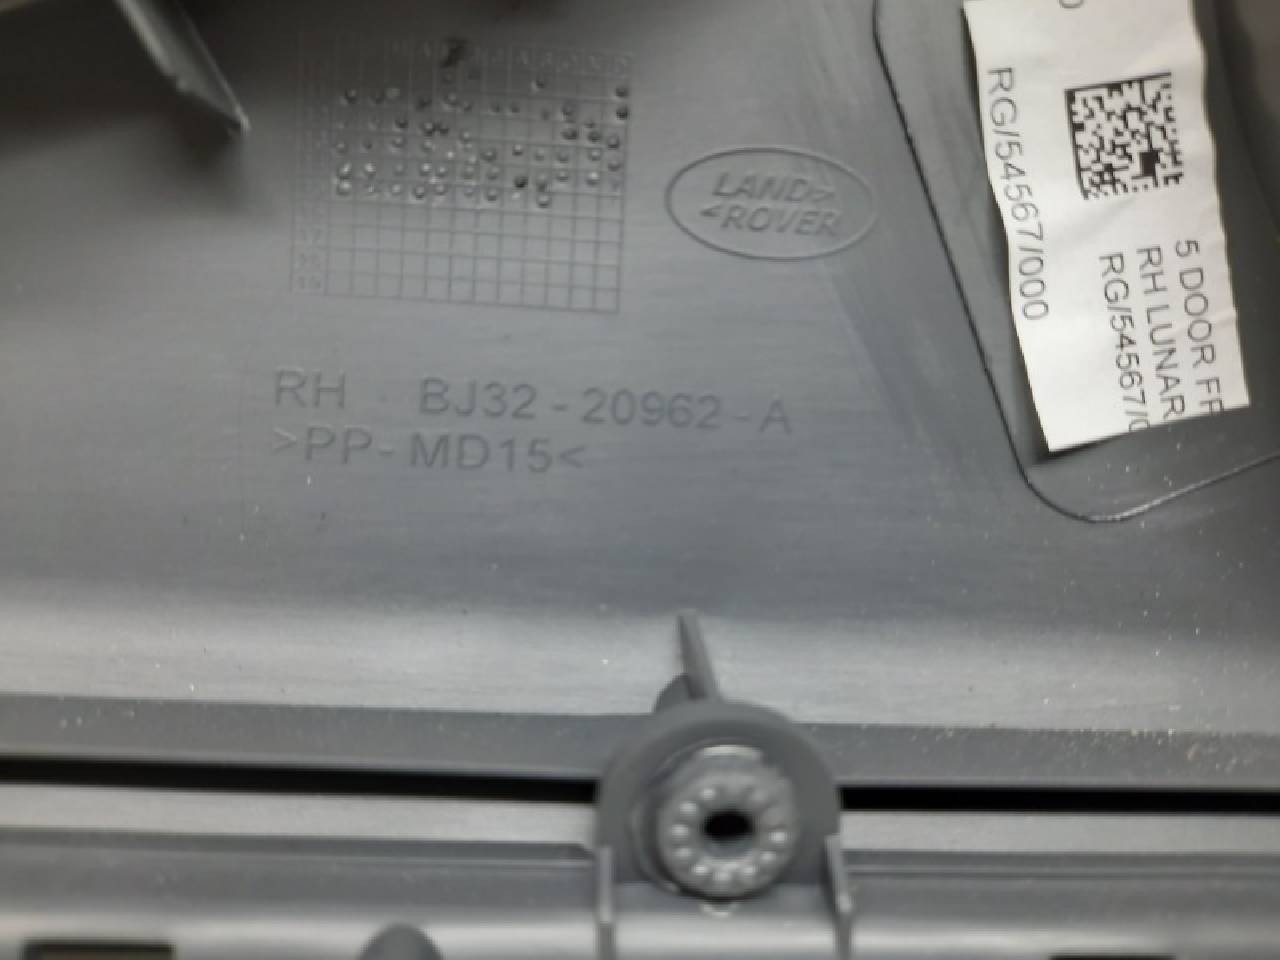 LAND>
<ROVER
RH BJ32-20962-A
>PP-MD15<
RG/54567/000
5 DOOR
RH LUNAR